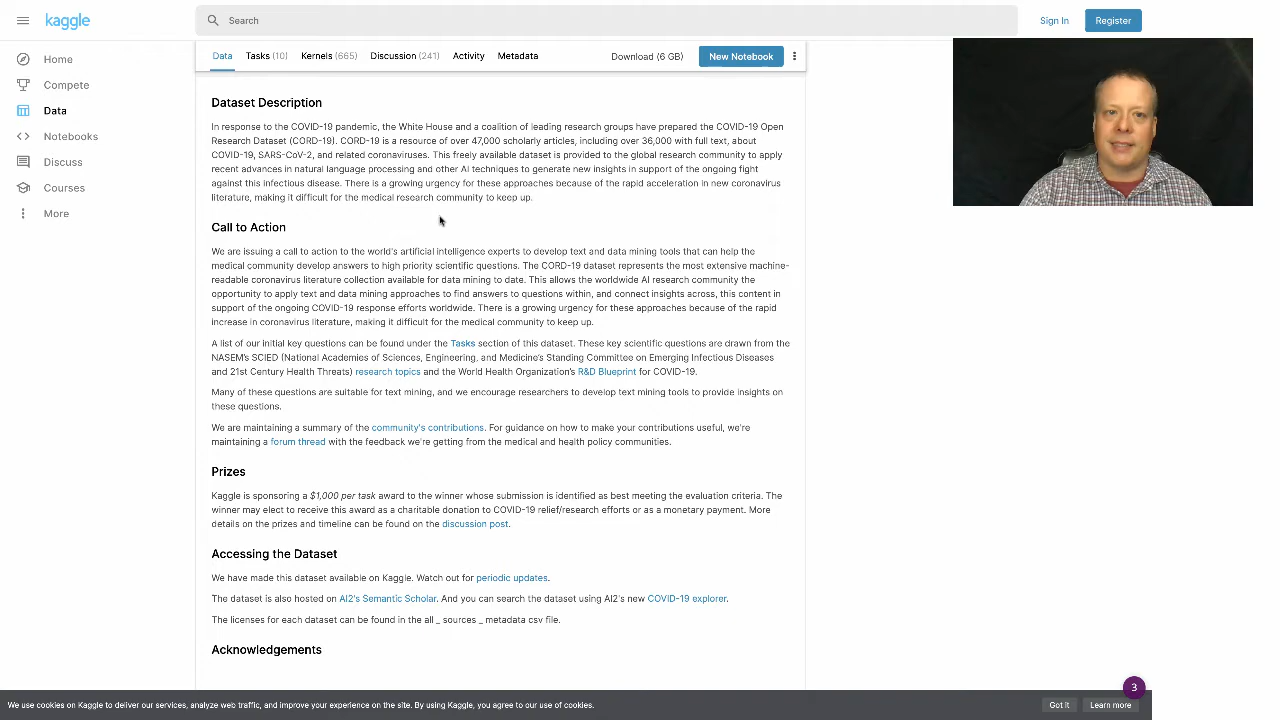 kaggle
Search
Sign In
Register
Home
Compete
Data
Notebooks
Discuss
Courses
More
Data Tasks (10) Kernels (665) Discussion (241) Activity Metadata Download (6 GB) New Notebook
Dataset Description
In response to the COVID-19 pandemic, the White House and a coalition of leading research groups have prepared the COVID-19 Open
Research Dataset (CORD-19). CORD-19 is a resource of over 47,000 scholarly articles, including over 36,000 with full text, about
COVID-19, SARS-CoV-2, and related coronaviruses. This freely available dataset is provided to the global research community to apply
recent advances in natural language processing and other AI techniques to generate new insights in support of the ongoing fight
against this infectious disease. There is a growing urgency for these approaches because of the rapid acceleration in new coronavirus
literature, making it difficult for the medical research community to keep up.
Call to Action
We are issuing a call to action to the world's artificial intelligence experts to develop text and data mining tools that can help the
medical community develop answers to high priority scientific questions. The CORD-19 dataset represents the most extensive machine-
readable coronavirus literature collection available for data mining to date. This allows the worldwide AI research community the
opportunity to apply text and data mining approaches to find answers to questions within, and connect insights across, this content in
support of the ongoing COVID-19 response efforts worldwide. There is a growing urgency for these approaches because of the rapid
increase in coronavirus literature, making it difficult for the medical community to keep up.
A list of our initial key questions can be found under the Tasks section of this dataset. These key scientific questions are drawn from the
NASEM's SCIED (National Academies of Sciences, Engineering, and Medicine's Standing Committee on Emerging Infectious Diseases
and 21st Century Health Threats) research topics and the World Health Organization's R&D Blueprint for COVID-19.
Many of these questions are suitable for text mining, and we encourage researchers to develop text mining tools to provide insights on
these questions.
We are maintaining a summary of the community's contributions. For guidance on how to make your contributions useful, we're
maintaining a forum thread with the feedback we're getting from the medical and health policy communities.
Prizes
Kaggle is sponsoring a $1,000 per task award to the winner whose submission is identified as best meeting the evaluation criteria. The
winner may elect to receive this award as a charitable donation to COVID-19 relief/research efforts or as a monetary payment. More
details on the prizes and timeline can be found on the discussion post.
Accessing the Dataset
We have made this dataset available on Kaggle. Watch out for periodic updates.
The dataset is also hosted on AI2's Semantic Scholar. And you can search the dataset using AI2's new COVID-19 explorer.
The licenses for each dataset can be found in the all _ sources _ metadata csv file.
Acknowledgements
3
We use cookies on Kaggle to deliver our services, analyze web traffic, and improve your experience on the site. By using Kaggle, you agree to our use of cookies.
Got it
Learn more